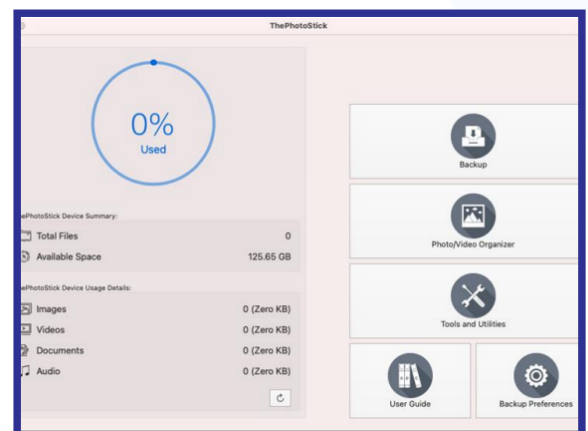 ThePhotoStick
0%
Used
ePhotoStick Device Summary:
Total Files 0
Available Space 125.65 GB
ePhotoStick Device Usage Details:
Images 0 (Zero KB)
Videos 0 (Zero KB)
Documents 0 (Zero KB)
Audio 0 (Zero KB)
Backup
Photo/Video Organizer
Tools and Utilities
User Guide
Backup Preferences